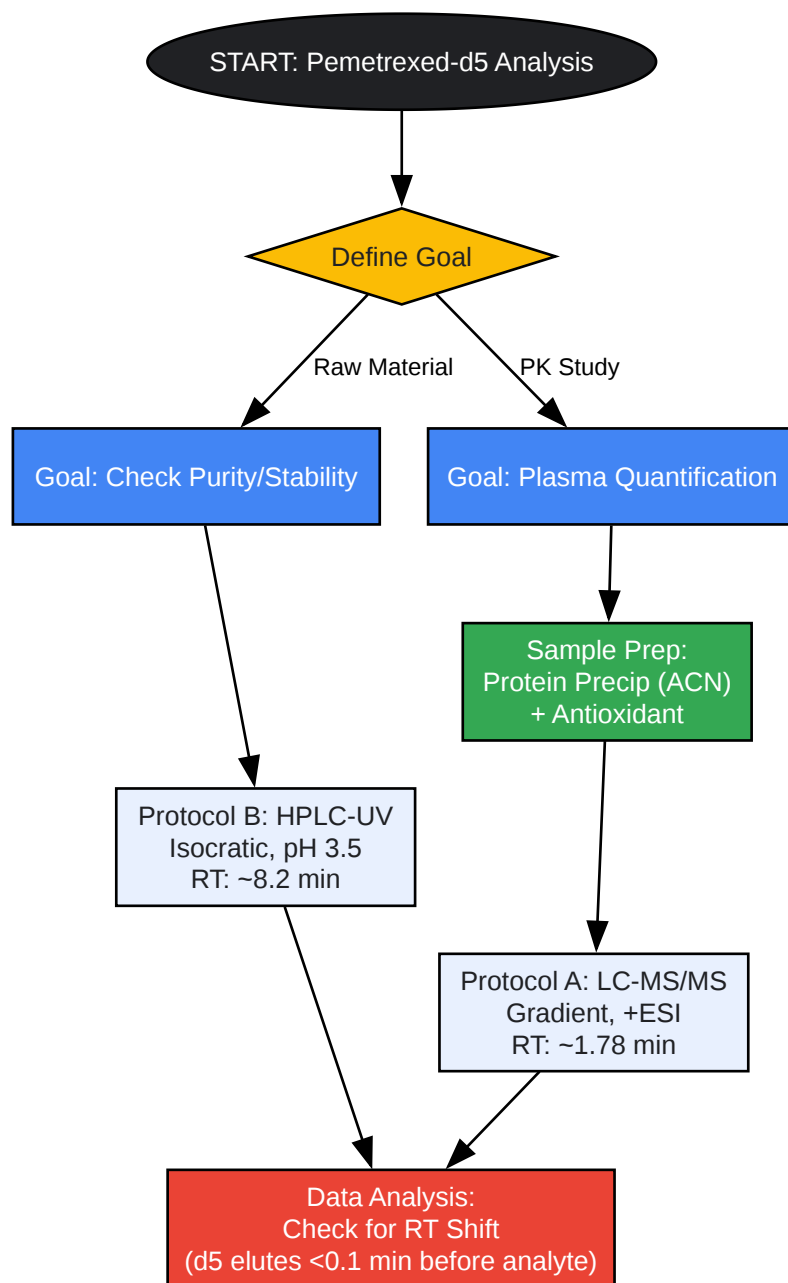 START: Pemetrexed-d5 Analysis
Define Goal
Raw Material
PK Study
Goal: Check Purity/Stability
Goal: Plasma Quantification
Sample Prep:
Protein Precip (ACN)
+ Antioxidant
Protocol B: HPLC-UV
Isocratic, pH 3.5
RT: ~8.2 min
Protocol A: LC-MS/MS
Gradient, +ESI
RT: ~1.78 min
Data Analysis:
Check for RT Shift
(d5 elutes <0.1 min before analyte)